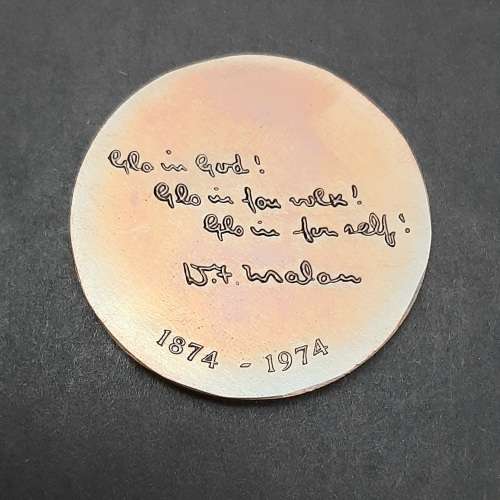 Glo in God!
Glo in jou volk!
Glo in jou self!
D.F. Malan
1874 - 1974